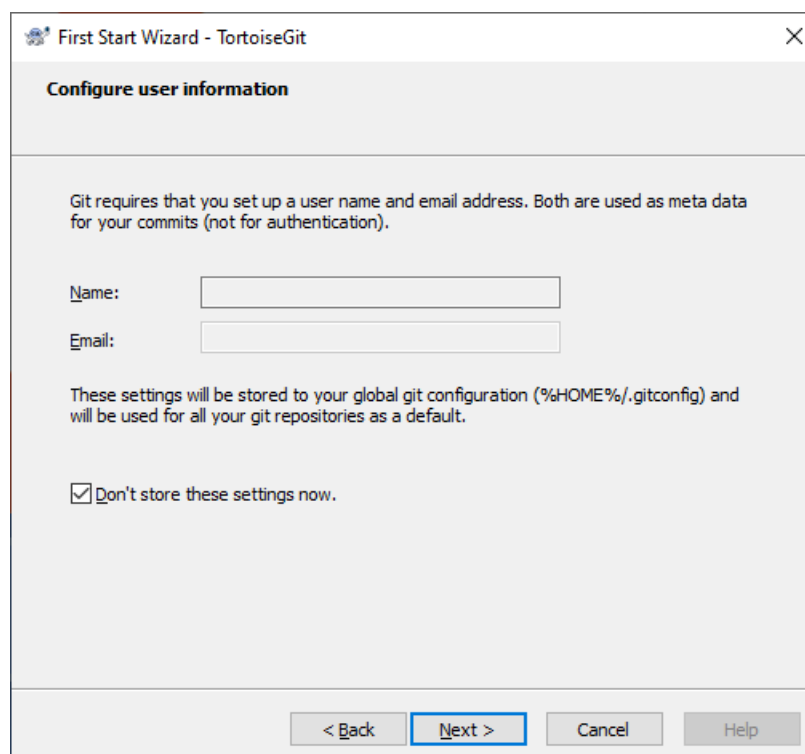 First Start Wizard - TortoiseGit
Configure user information
Git requires that you set up a user name and email address. Both are used as meta data
for your commits (not for authentication).
Name:
Email:
These settings will be stored to your global git configuration (%HOME%/.gitconfig) and
will be used for all your git repositories as a default.
Don't store these settings now.
< Back Next > Cancel Help